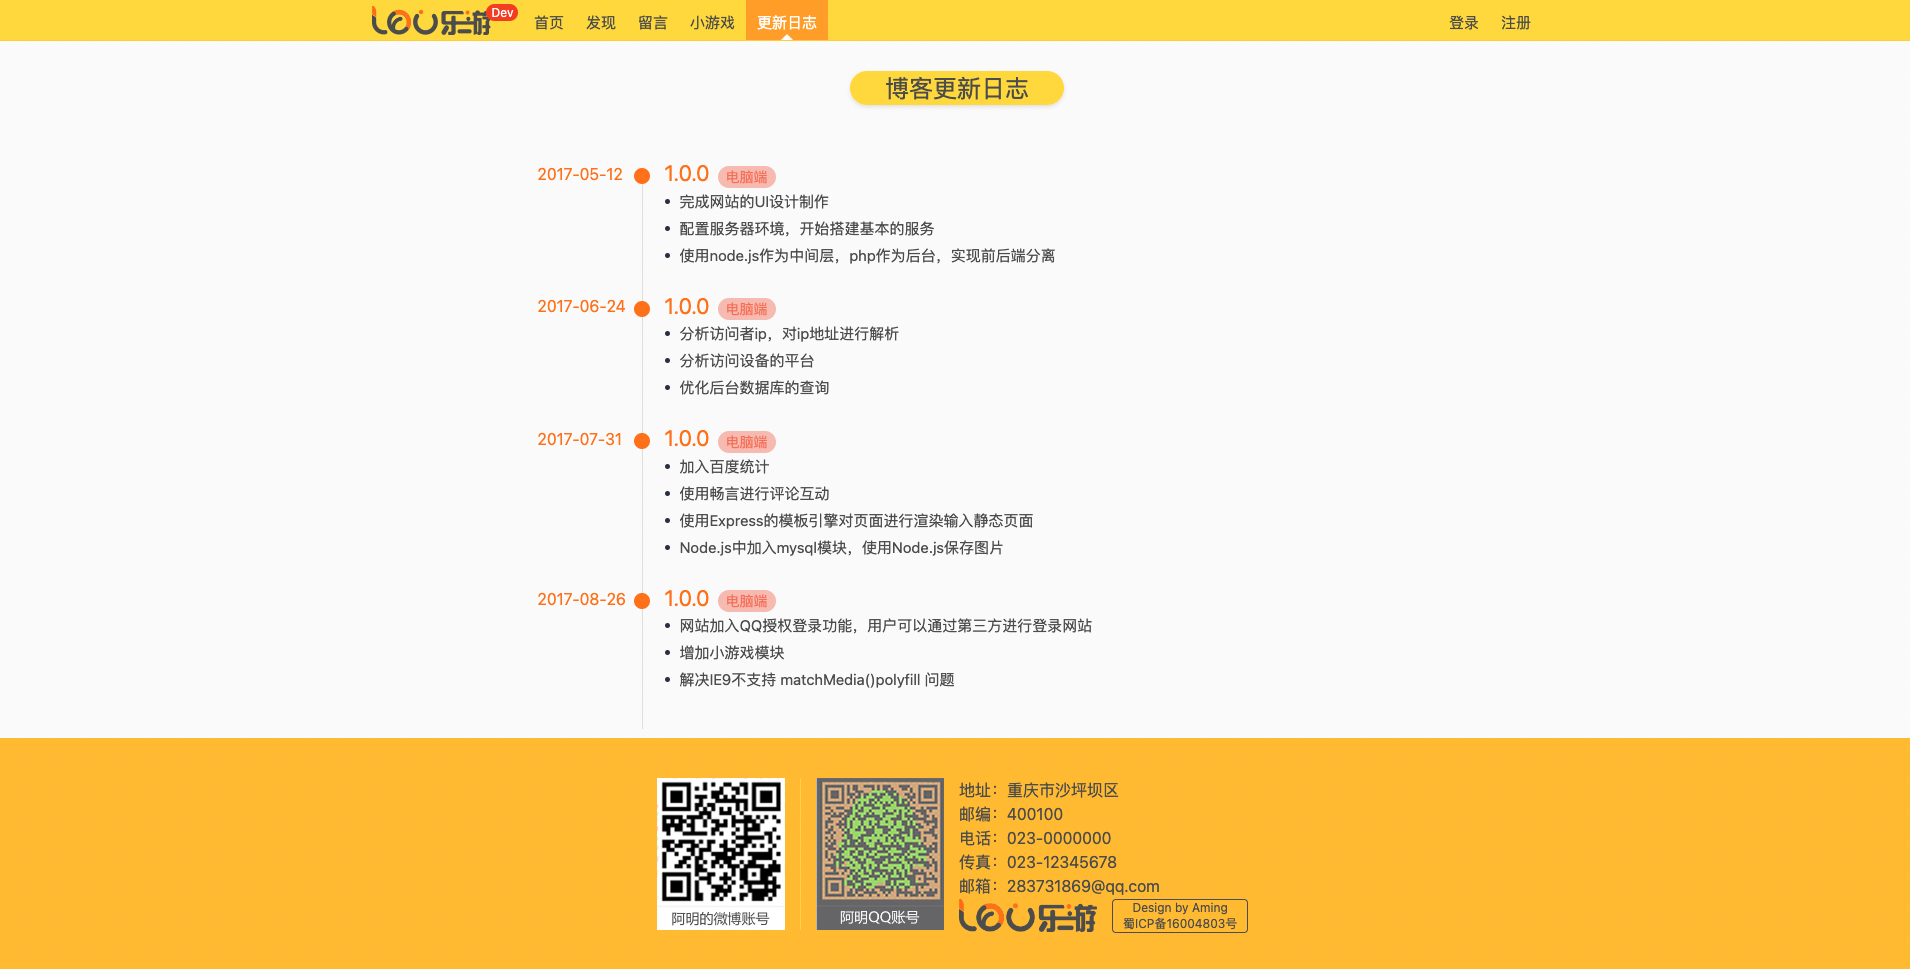 乐游 Dev 首页 发现 留言 小游戏 更新日志 登录 注册
博客更新日志
2017-05-12 1.0.0 电脑端
完成网站的UI设计制作
配置服务器环境，开始搭建基本的服务
使用node.js作为中间层，php作为后台，实现前后端分离
2017-06-24 1.0.0 电脑端
分析访问者ip，对ip地址进行解析
分析访问设备的平台
优化后台数据库的查询
2017-07-31 1.0.0 电脑端
加入百度统计
使用畅言进行评论互动
使用Express的模板引擎对页面进行渲染输入静态页面
Node.js中加入mysql模块，使用Node.js保存图片
2017-08-26 1.0.0 电脑端
网站加入QQ授权登录功能，用户可以通过第三方进行登录网站
增加小游戏模块
解决IE9不支持 matchMedia()polyfill 问题
阿明的微博账号
阿明QQ账号
地址：重庆市沙坪坝区
邮编：400100
电话：023-0000000
传真：023-12345678
邮箱：283731869@qq.com
乐游
Design by Aming
蜀ICP备16004803号